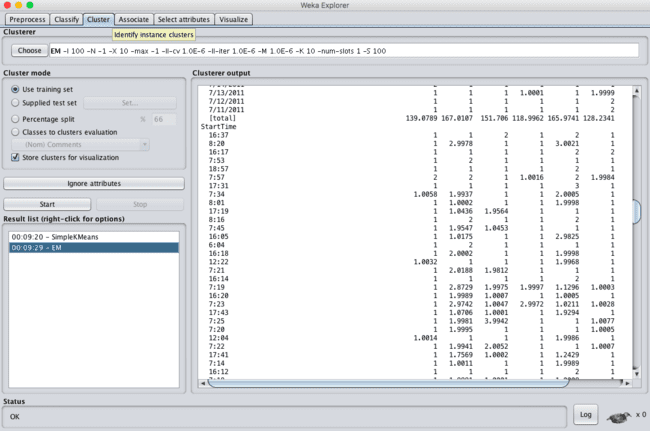 Weka Explorer
Preprocess Classify Cluster Associate Select attributes Visualize
Identify instance clusters
Clusterer
Choose EM -I 100 -N -1 -X 10 -max -1 -ll-cv 1.0E-6 -ll-iter 1.0E-6 -M 1.0E-6 -K 10 -num-slots 1 -S 100
Cluster mode
Use training set
Supplied test set Set...
Percentage split % 66
Classes to clusters evaluation
(Nom) Comments
Store clusters for visualization
Ignore attributes
Start Stop
Result list (right-click for options)
00:09:20 - SimpleKMeans
00:09:29 - EM
Clusterer output
7/13/2011 1 1 1 1.0001 1 1.9999
7/12/2011 1 1 1 1 1 2
7/11/2011 1 1 1 1 1 2
[total] 139.0789 167.0107 151.706 118.9962 165.9741 128.2341
StartTime
16:37 1 1 2 1 2 1
8:20 1 2.9978 1 1 3.0021 1
16:17 1 1 1 1 2 2
7:53 1 2 1 1 1 1
18:57 1 1 1 1 2 1
7:57 2 2 1 1.0016 2 1.9984
17:31 1 1 1 1 3 1
7:34 1.0058 1.9937 1 1 2.0005 1
8:01 1 1.0002 1 1 1.9998 1
17:19 1 1.0436 1.9564 1 1 1
8:16 1 2 1 1 2 1
7:45 1 1.9547 1.0453 1 1 1
16:05 1 1.0175 1 1 2.9825 1
6:04 1 2 1 1 1 1
16:18 1 2.0002 1 1 1.9998 1
12:22 1.0032 1 1 1 1.9968 1
7:21 1 2.0188 1.9812 1 1 1
16:14 1 1 1 1 2 1
7:19 1 2.8729 1.9975 1.9997 1.1296 1.0003
16:20 1 1.9989 1.0007 1 1.0005 1
7:23 1 2.9742 1.0047 2.9972 1.0211 1.0028
17:43 1 1.0706 1.0001 1 1.9294 1
7:25 1 1.9981 3.9942 1 1 1.0077
7:20 1 1.9995 1 1 1 1.0005
12:04 1.0014 1 1 1 1.9986 1
7:22 1 1.9941 2.0052 1 1 1.0007
17:41 1 1.7569 1.0002 1 1.2429 1
7:14 1 1.0011 1 1 1.9989 1
16:12 1 1 1 1 2 1
Status
OK
Log x 0